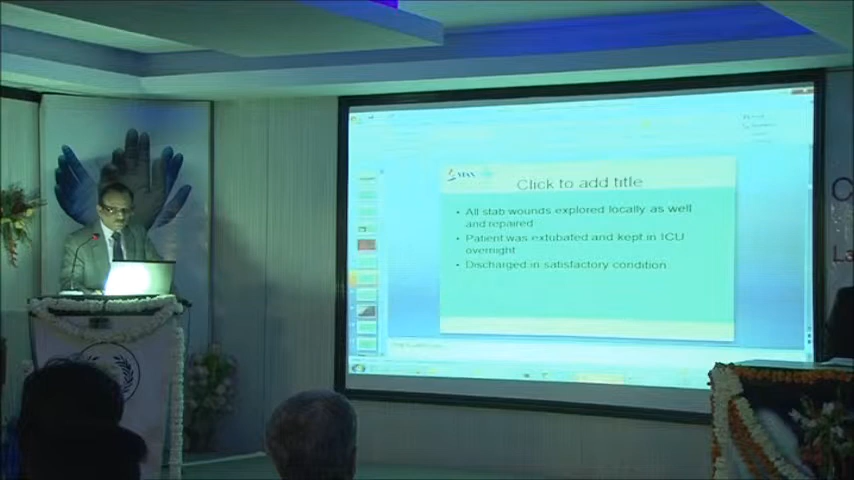 MAX
Click to add title
• All stab wounds explored locally as well
and repaired
• Patient was extubated and kept in ICU
overnight
• Discharged in satisfactory condition